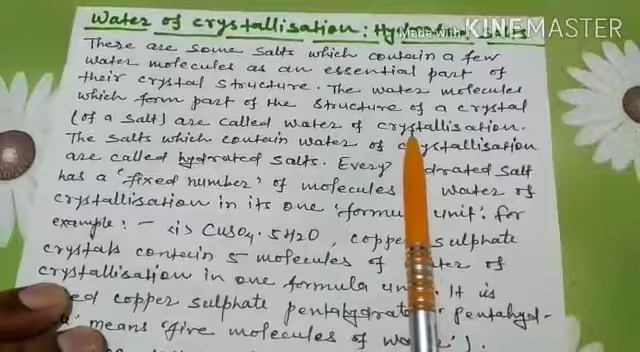 Water of crystallisation: Hydrated Salts
Made with KINEMASTER
There are some salts which contain a few
water molecules as an essential part of
their crystal structure. The water molecules
which form part of the structure of a crystal
(of a salt) are called water of crystallisation.
The salts which contain water of crystallisation
are called hydrated salts. Every hydrated salt
has a 'fixed number' of molecules water of
crystallisation in its one 'formula unit'. For
example: - (i) CuSO4.5H2O, copper sulphate
crystals contain 5 molecules of water of
crystallisation in one formula unit. It is
copper sulphate pentahydrate 'pentahyd-
means 'five molecules of water').